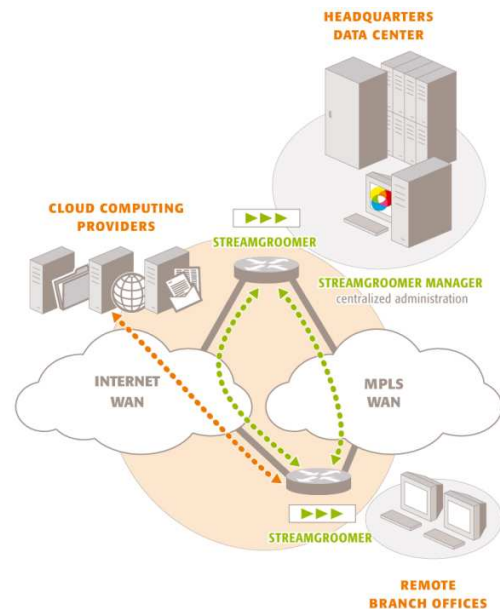 HEADQUARTERS
DATA CENTER
CLOUD COMPUTING
PROVIDERS
STREAMGROOMER
STREAMGROOMER MANAGER
centralized administration
INTERNET
WAN
MPLS
WAN
STREAMGROOMER
REMOTE
BRANCH OFFICES